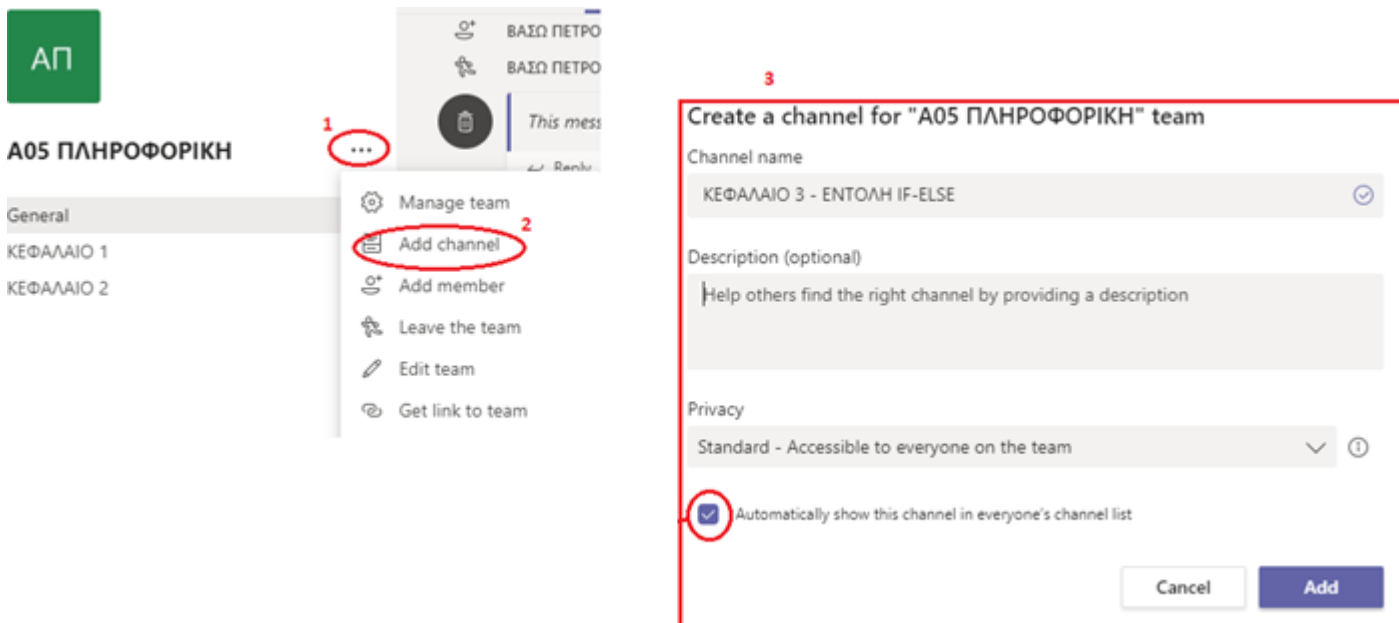 ΑΠ
Α05 ΠΛΗΡΟΦΟΡΙΚΗ
General
ΚΕΦΑΛΑΙΟ 1
ΚΕΦΑΛΑΙΟ 2
ΒΑΣΩ ΠΕΤΡΟ
ΒΑΣΩ ΠΕΤΡΟ
This mess
Reply
1
...
Manage team
2
Add channel
Add member
Leave the team
Edit team
Get link to team
3
Create a channel for "Α05 ΠΛΗΡΟΦΟΡΙΚΗ" team
Channel name
ΚΕΦΑΛΑΙΟ 3 - ΕΝΤΟΛΗ IF-ELSE
Description (optional)
Help others find the right channel by providing a description
Privacy
Standard - Accessible to everyone on the team
Automatically show this channel in everyone's channel list
Cancel
Add